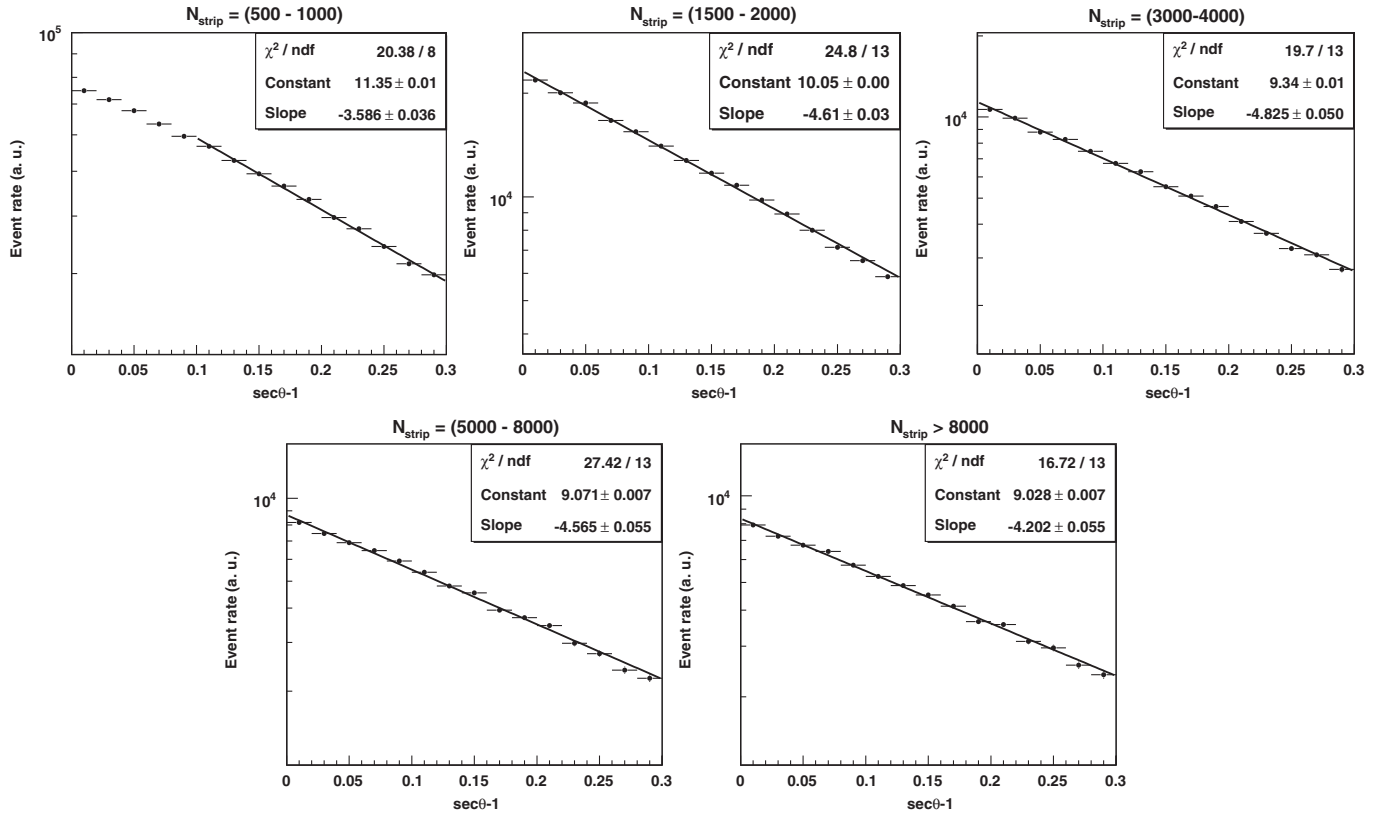 N_strip = (500 - 1000)
10^5
χ² / ndf 20.38 / 8
Constant 11.35 ± 0.01
Slope -3.586 ± 0.036
Event rate (a. u.)
0 0.05 0.1 0.15 0.2 0.25 0.3
secθ-1
N_strip = (1500 - 2000)
χ² / ndf 24.8 / 13
Constant 10.05 ± 0.00
Slope -4.61 ± 0.03
10^4
Event rate (a. u.)
0 0.05 0.1 0.15 0.2 0.25 0.3
secθ-1
N_strip = (3000-4000)
χ² / ndf 19.7 / 13
Constant 9.34 ± 0.01
Slope -4.825 ± 0.050
10^4
Event rate (a. u.)
0 0.05 0.1 0.15 0.2 0.25 0.3
secθ-1
N_strip = (5000 - 8000)
χ² / ndf 27.42 / 13
Constant 9.071 ± 0.007
Slope -4.565 ± 0.055
10^4
Event rate (a. u.)
0 0.05 0.1 0.15 0.2 0.25 0.3
secθ-1
N_strip > 8000
χ² / ndf 16.72 / 13
Constant 9.028 ± 0.007
Slope -4.202 ± 0.055
10^4
Event rate (a. u.)
0 0.05 0.1 0.15 0.2 0.25 0.3
secθ-1